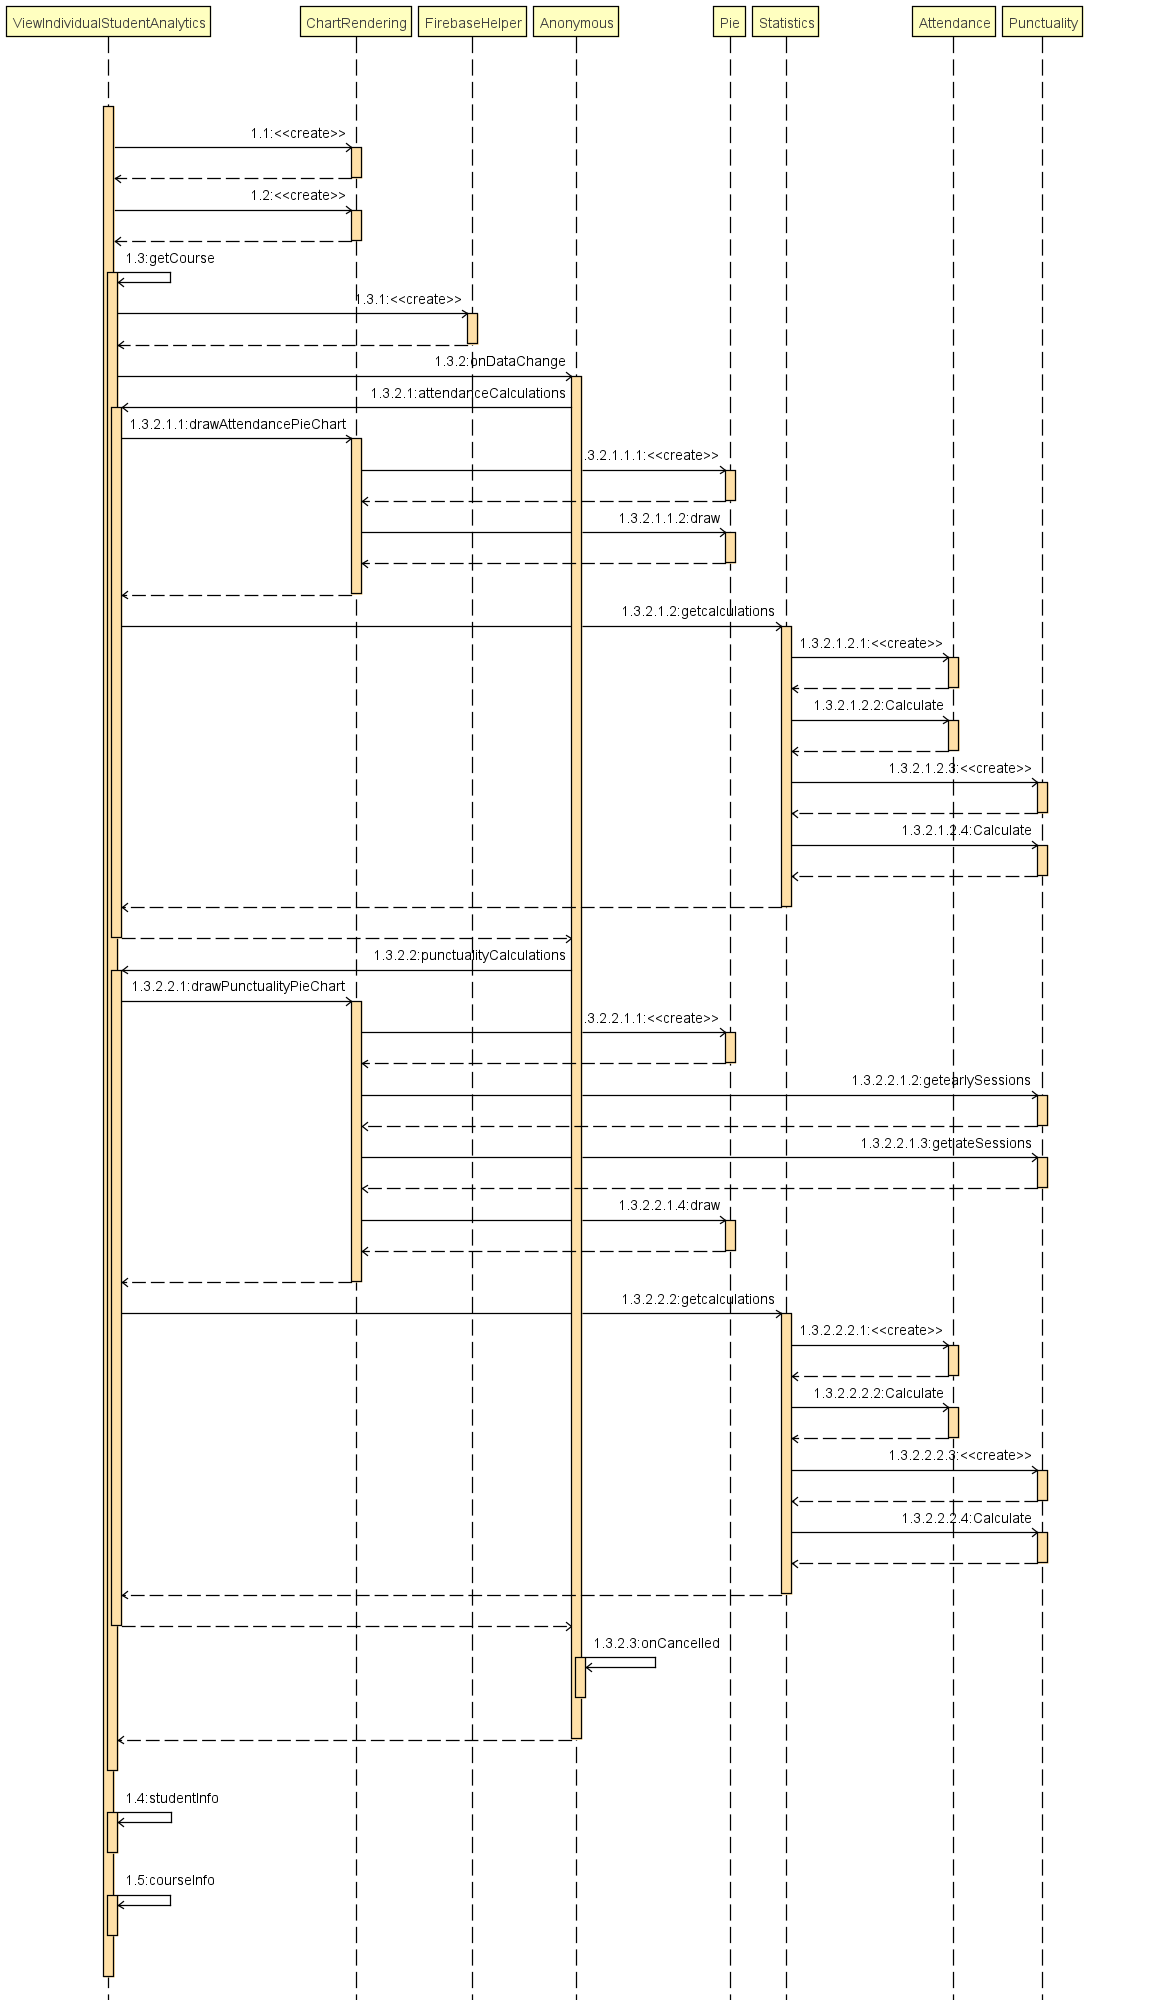 ViewIndividualStudentAnalytics
ChartRendering
FirebaseHelper
Anonymous
Pie
Statistics
Attendance
Punctuality
1.1:<<create>>
1.2:<<create>>
1.3:getCourse
1.3.1:<<create>>
1.3.2:onDataChange
1.3.2.1:attendanceCalculations
1.3.2.1.1:drawAttendancePieChart
.3.2.1.1.1:<<create>>
1.3.2.1.1.2:draw
1.3.2.1.2:getcalculations
1.3.2.1.2.1:<<create>>
1.3.2.1.2.2:Calculate
1.3.2.1.2.3:<<create>>
1.3.2.1.2.4:Calculate
1.3.2.2:punctualityCalculations
1.3.2.2.1:drawPunctualityPieChart
.3.2.2.1.1:<<create>>
1.3.2.2.1.2:getearlySessions
1.3.2.2.1.3:getlateSessions
1.3.2.2.1.4:draw
1.3.2.2.2:getcalculations
1.3.2.2.2.1:<<create>>
1.3.2.2.2.2:Calculate
1.3.2.2.2.3:<<create>>
1.3.2.2.2.4:Calculate
1.3.2.3:onCancelled
1.4:studentInfo
1.5:courseInfo